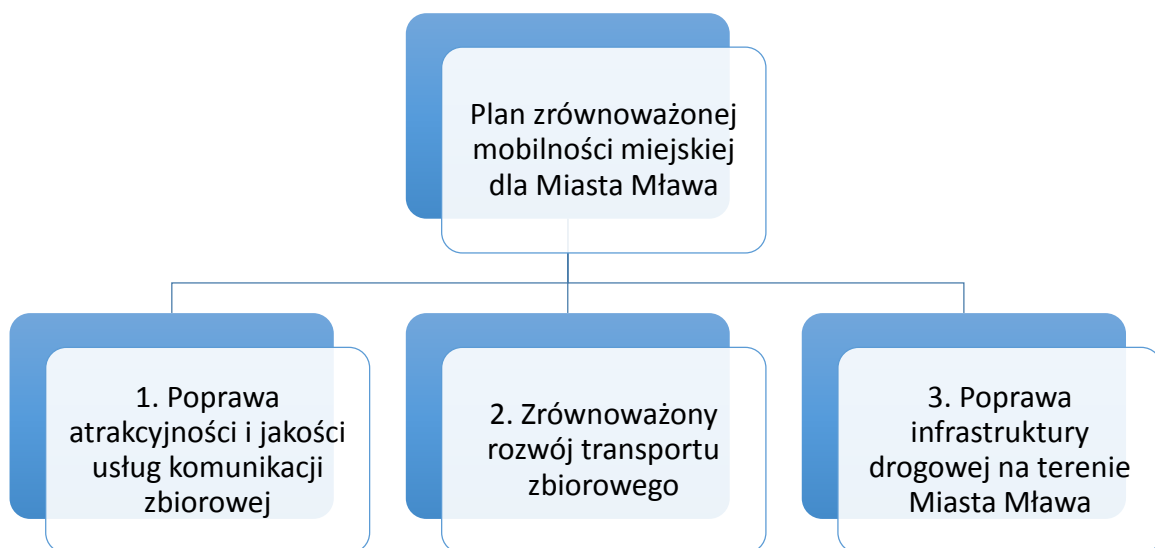 Plan zrównoważonej
mobilności miejskiej
dla Miasta Mława
1. Poprawa
atrakcyjności i jakości
usług komunikacji
zbiorowej
2. Zrównoważony
rozwój transportu
zbiorowego
3. Poprawa
infrastruktury
drogowej na terenie
Miasta Mława